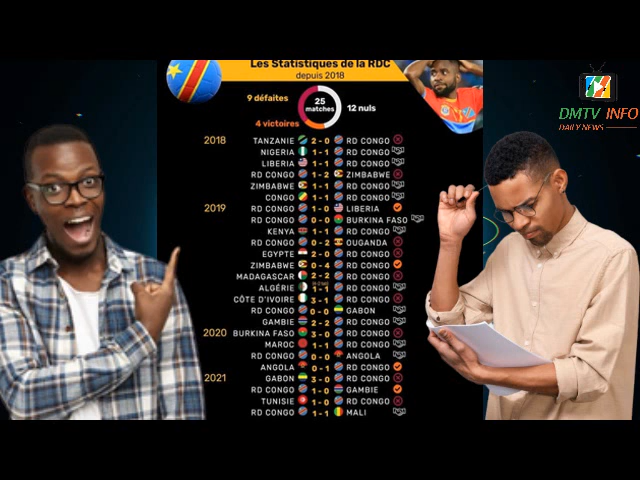 Les Statistiques de la RDC
depuis 2018
9 défaites
25
matches
12 nuls
4 victoires
DMTV INFO
DAILY NEWS
2018 TANZANIE 2 - 0 RD CONGO
NIGERIA 1 - 1 RD CONGO
LIBERIA 1 - 1 RD CONGO
RD CONGO 1 - 2 ZIMBABWE
ZIMBABWE 1 - 1 RD CONGO
CONGO 1 - 1 RD CONGO
2019 RD CONGO 1 - 0 LIBERIA
RD CONGO 0 - 0 BURKINA FASO
KENYA 1 - 1 RD CONGO
RD CONGO 0 - 2 OUGANDA
EGYPTE 2 - 0 RD CONGO
ZIMBABWE 0 - 4 RD CONGO
MADAGASCAR 2 - 2 RD CONGO
ALGÉRIE 1 - 1 RD CONGO
CÔTE D'IVOIRE 3 - 1 RD CONGO
RD CONGO 0 - 0 GABON
GAMBIE 2 - 2 RD CONGO
2020 BURKINA FASO 3 - 0 RD CONGO
MAROC 1 - 1 RD CONGO
RD CONGO 0 - 0 ANGOLA
ANGOLA 0 - 1 RD CONGO
2021 GABON 3 - 0 RD CONGO
RD CONGO 1 - 0 GAMBIE
TUNISIE 1 - 0 RD CONGO
RD CONGO 1 - 1 MALI